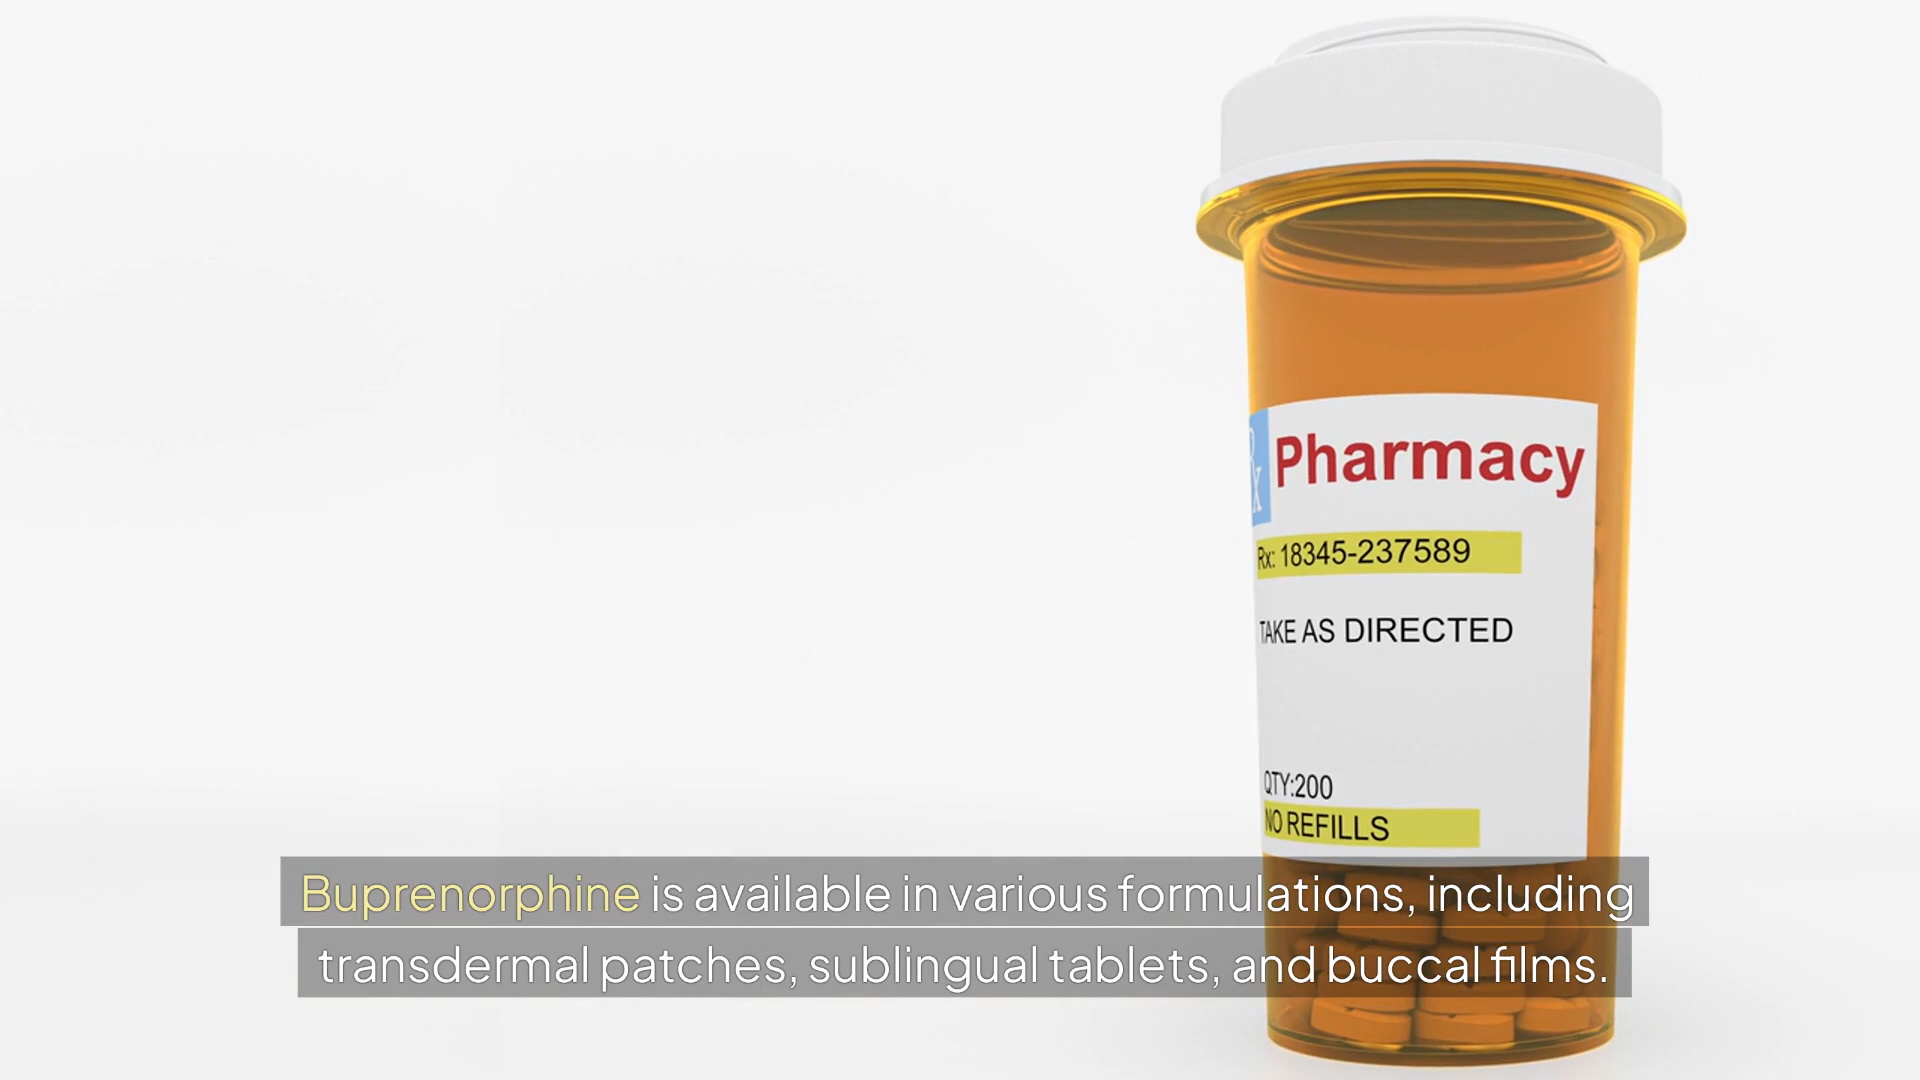 Rx Pharmacy
Rx: 18345-237589
TAKE AS DIRECTED
QTY:200
NO REFILLS
Buprenorphine is available in various formulations, including
transdermal patches, sublingual tablets, and buccal films.